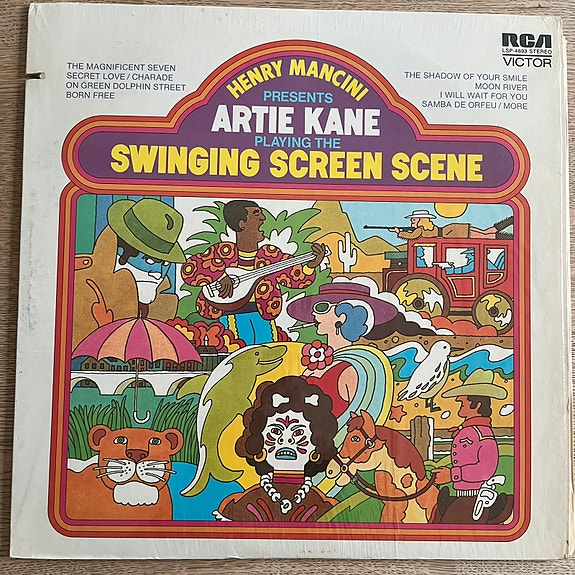 THE MAGNIFICENT SEVEN
SECRET LOVE / CHARADE
ON GREEN DOLPHIN STREET
BORN FREE
HENRY MANCINI
PRESENTS
ARTIE KANE
PLAYING THE
SWINGING SCREEN SCENE
RCA
LSP-4693 STEREO
VICTOR
THE SHADOW OF YOUR SMILE
MOON RIVER
I WILL WAIT FOR YOU
SAMBA DE ORFEU / MORE